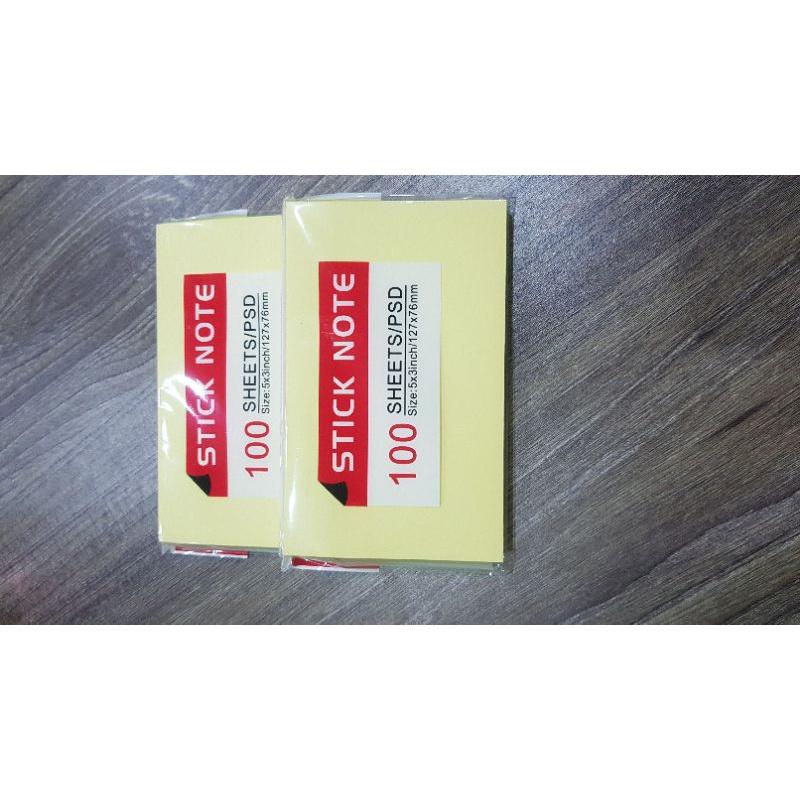 STICK NOTE
100 SHEETS/PSD
Size:5x3inch/127x76mm
STICK NOTE
100 SHEETS/PSD
Size:5x3inch/127x76mm